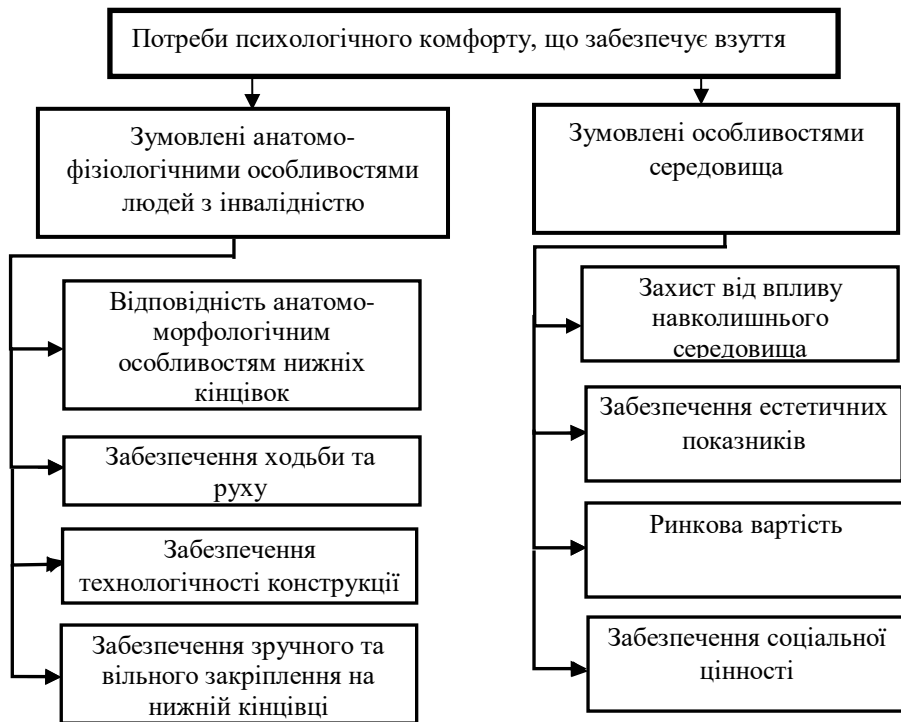 Потреби психологічного комфорту, що забезпечує взуття
Зумовлені анатомо-
фізіологічними особливостями
людей з інвалідністю
Відповідність анатомо-
морфологічним
особливостям нижніх
кінцівок
Забезпечення ходьби та
руху
Забезпечення
технологічності конструкції
Забезпечення зручного та
вільного закріплення на
нижній кінцівці
Зумовлені особливостями
середовища
Захист від впливу
навколишнього
середовища
Забезпечення естетичних
показників
Ринкова вартість
Забезпечення соціальної
цінності